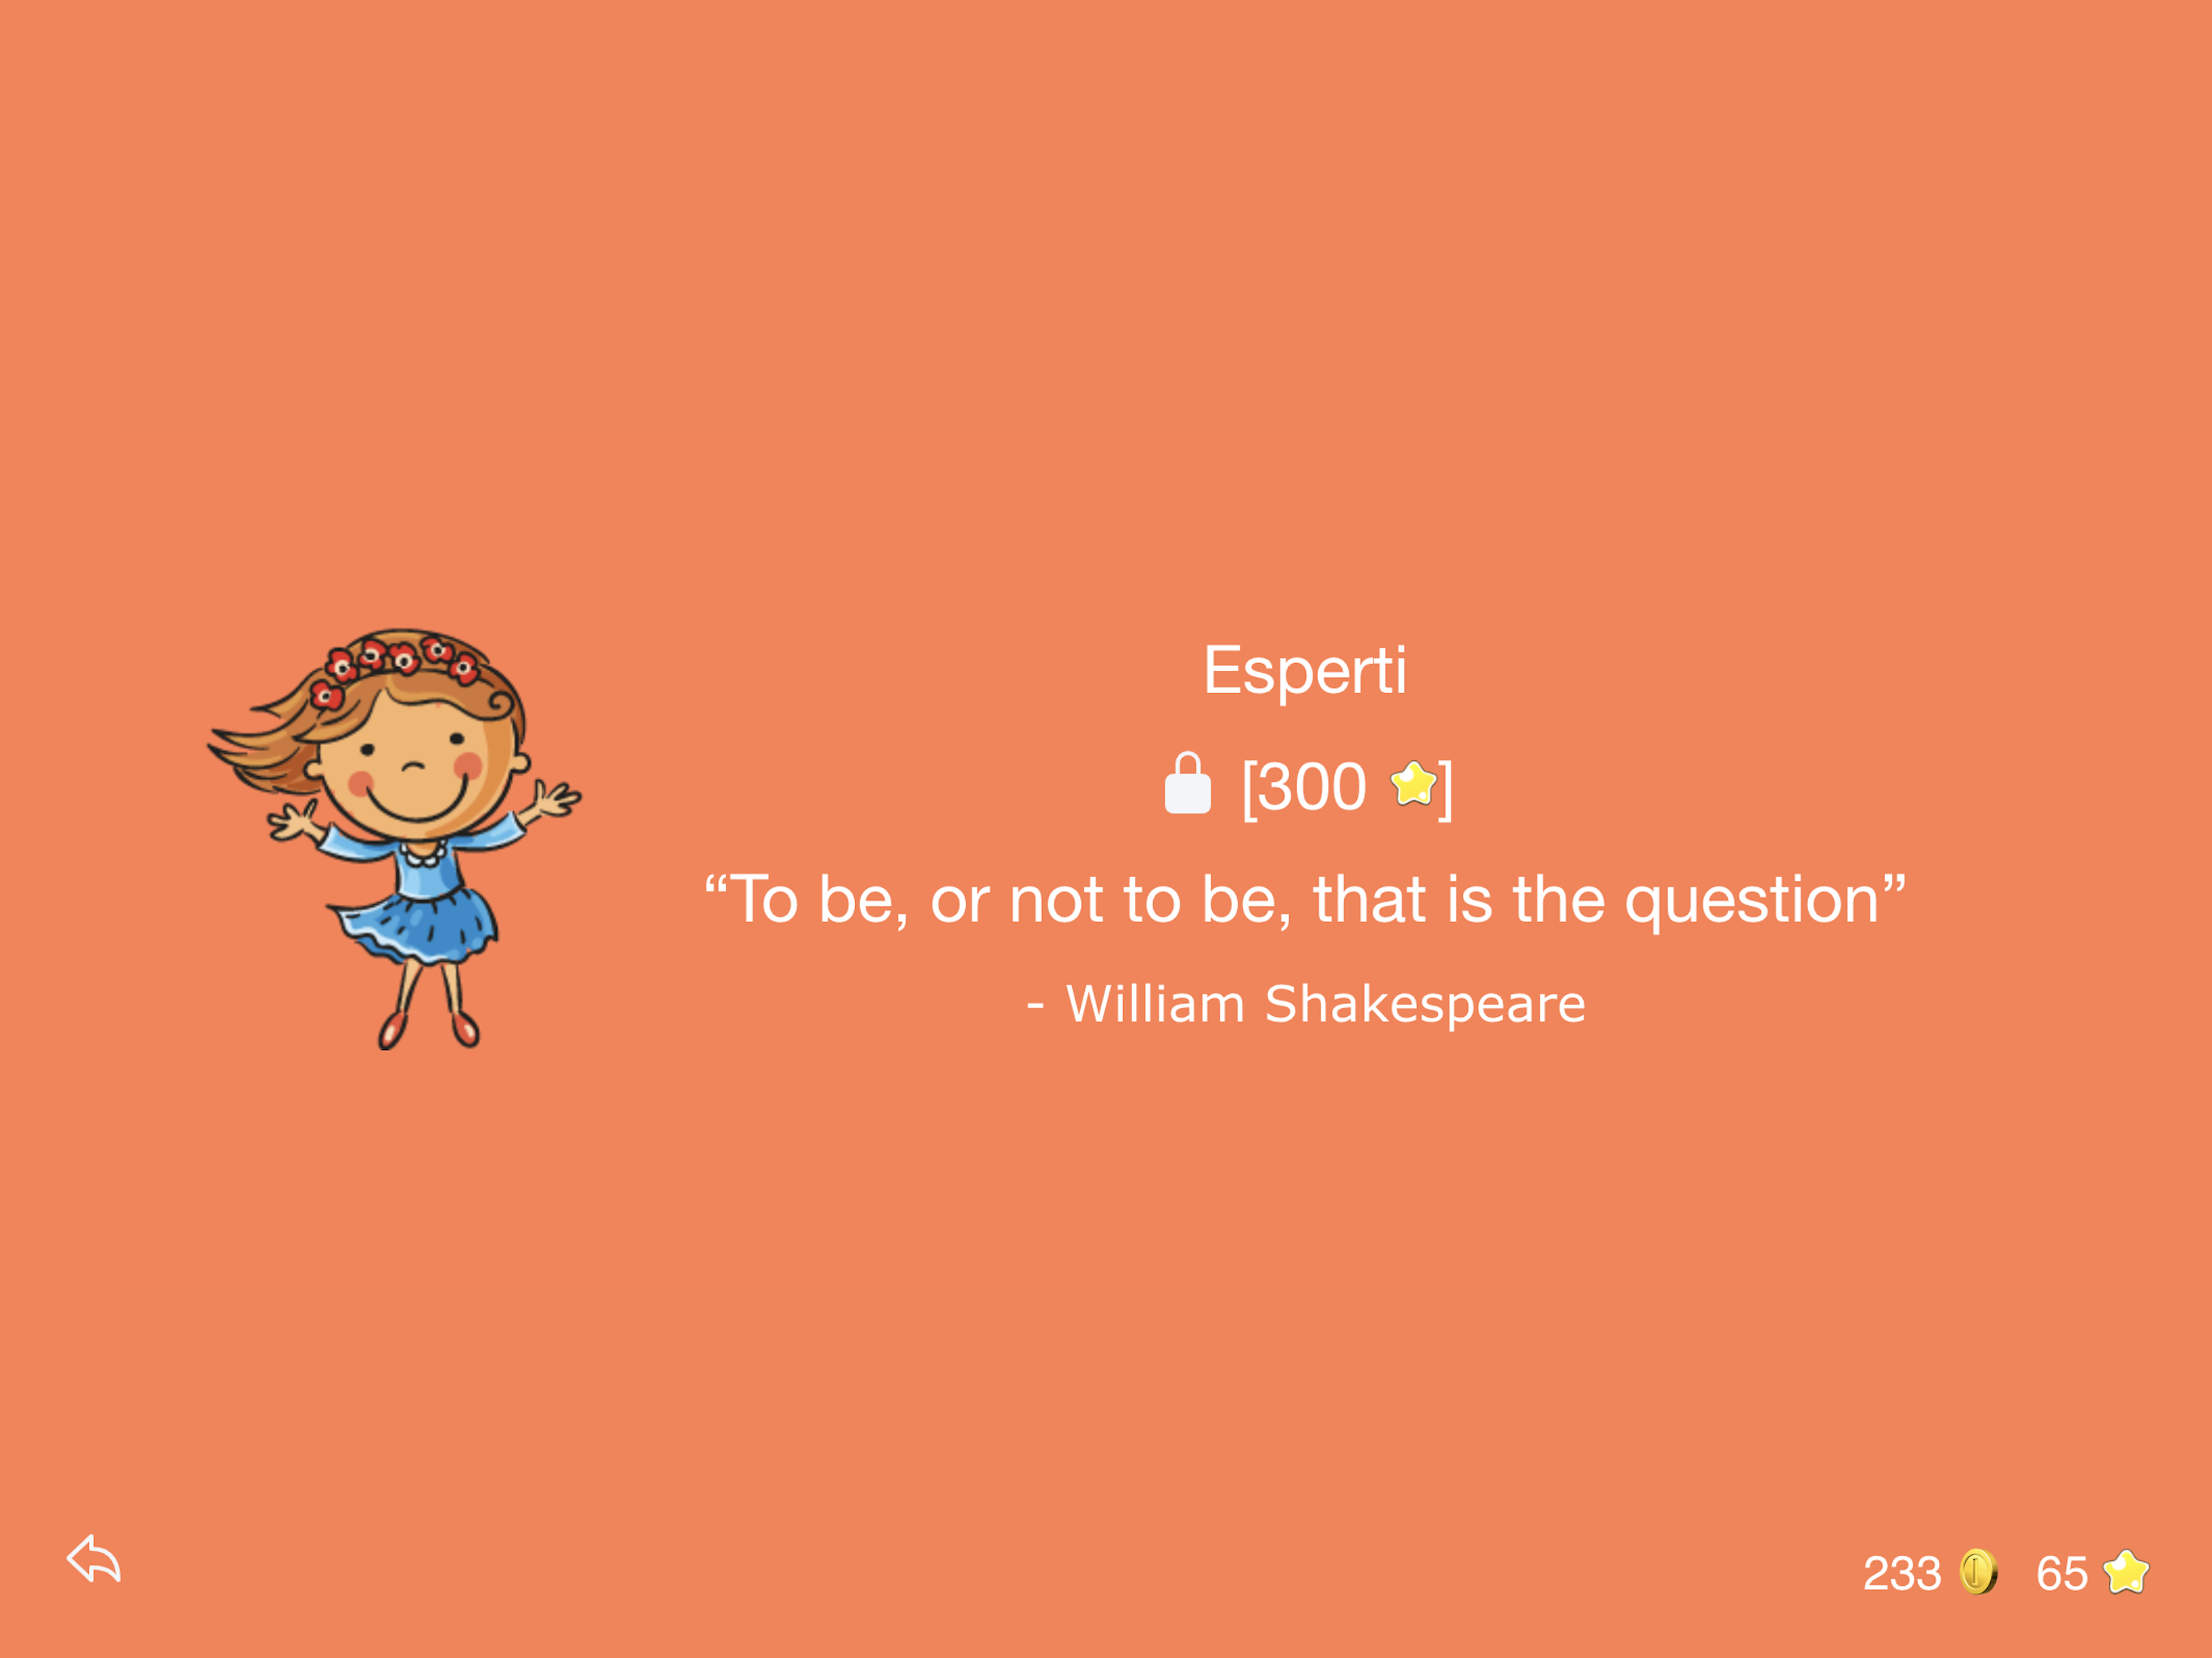 Esperti
[300 ]
“To be, or not to be, that is the question”
- William Shakespeare
233 65